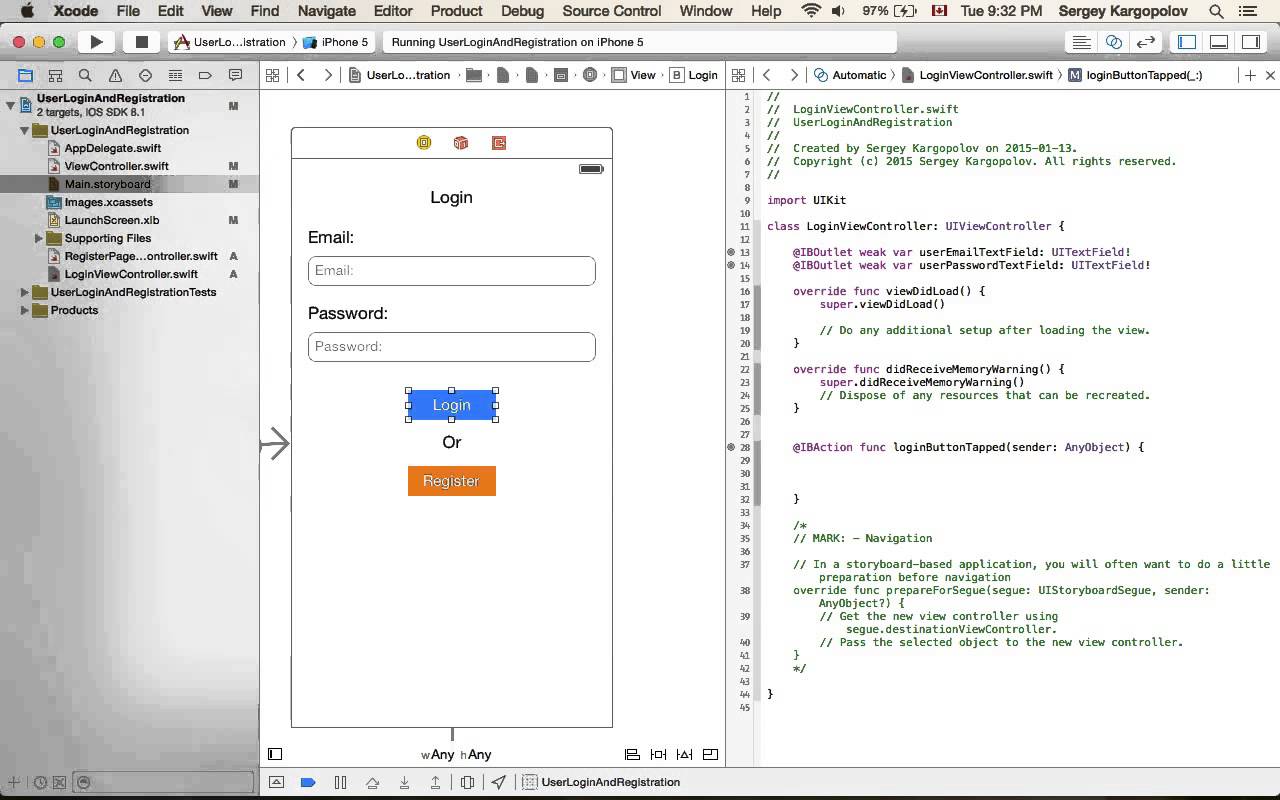 Xcode File Edit View Find Navigate Editor Product Debug Source Control Window Help 97% Tue 9:32 PM Sergey Kargopolov
UserLo...istration iPhone 5 Running UserLoginAndRegistration on iPhone 5
UserLo...tration View B Login Automatic LoginViewController.swift M loginButtonTapped(_:)
UserLoginAndRegistration M
2 targets, iOS SDK 8.1
UserLoginAndRegistration
AppDelegate.swift
ViewController.swift M
Main.storyboard M
Images.xcassets
LaunchScreen.xib M
Supporting Files
RegisterPage...ontroller.swift A
LoginViewController.swift A
UserLoginAndRegistrationTests
Products
Login
Email:
Email:
Password:
Password:
Login
Or
Register
wAny hAny
1 //
2 // LoginViewController.swift
3 // UserLoginAndRegistration
4 //
5 // Created by Sergey Kargopolov on 2015-01-13.
6 // Copyright (c) 2015 Sergey Kargopolov. All rights reserved.
7 //
8
9 import UIKit
10
11 class LoginViewController: UIViewController {
12
13 @IBOutlet weak var userEmailTextField: UITextField!
14 @IBOutlet weak var userPasswordTextField: UITextField!
15
16 override func viewDidLoad() {
17 super.viewDidLoad()
18
19 // Do any additional setup after loading the view.
20 }
21
22 override func didReceiveMemoryWarning() {
23 super.didReceiveMemoryWarning()
24 // Dispose of any resources that can be recreated.
25 }
26
27
28 @IBAction func loginButtonTapped(sender: AnyObject) {
29
30
31
32 }
33
34 /*
35 // MARK: - Navigation
36
37 // In a storyboard-based application, you will often want to do a little
preparation before navigation
38 override func prepareForSegue(segue: UIStoryboardSegue, sender:
AnyObject?) {
39 // Get the new view controller using
segue.destinationViewController.
40 // Pass the selected object to the new view controller.
41 }
42 */
43
44 }
45
UserLoginAndRegistration